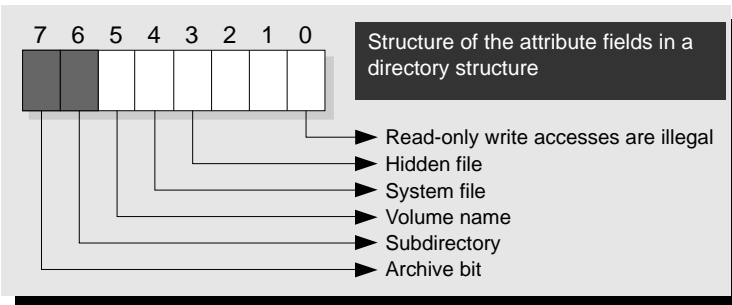 7 6 5 4 3 2 1 0
Structure of the attribute fields in a
directory structure
Read-only write accesses are illegal
Hidden file
System file
Volume name
Subdirectory
Archive bit